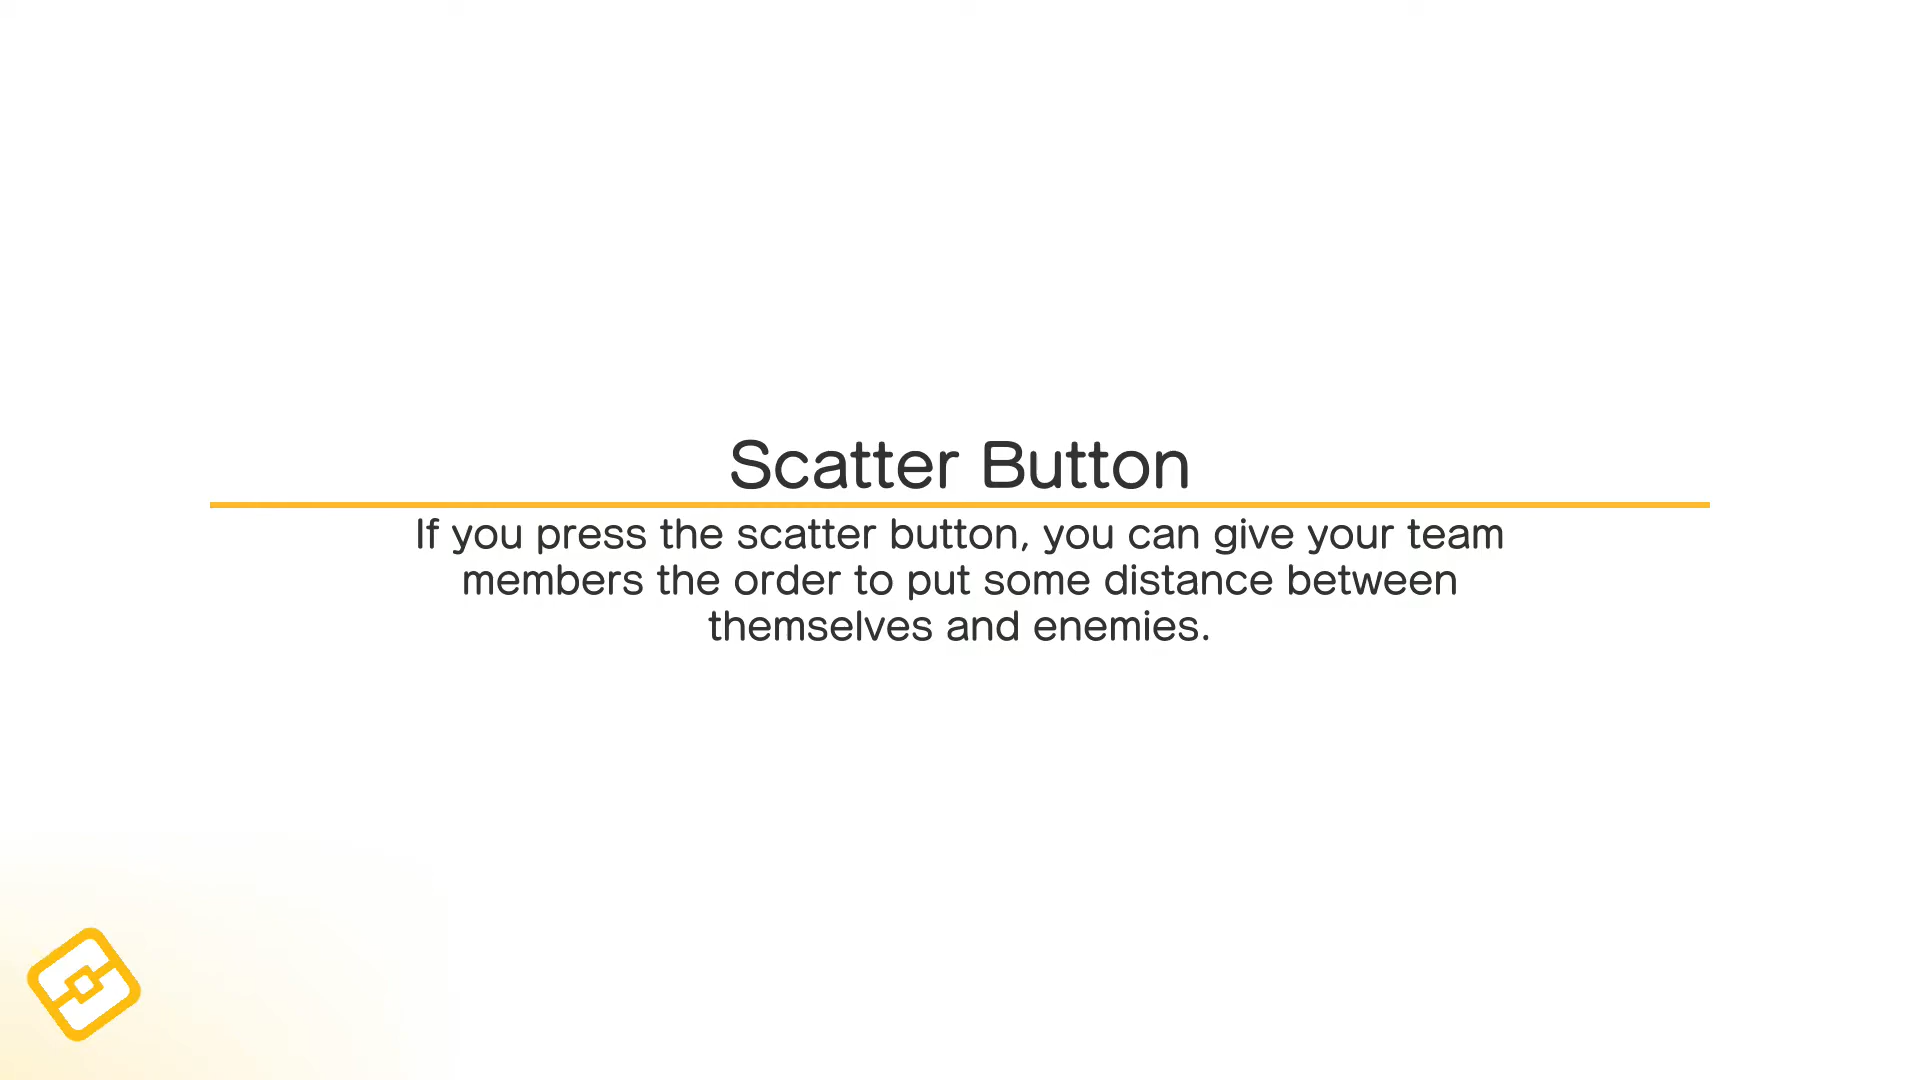 Scatter Button
If you press the scatter button, you can give your team
members the order to put some distance between
themselves and enemies.